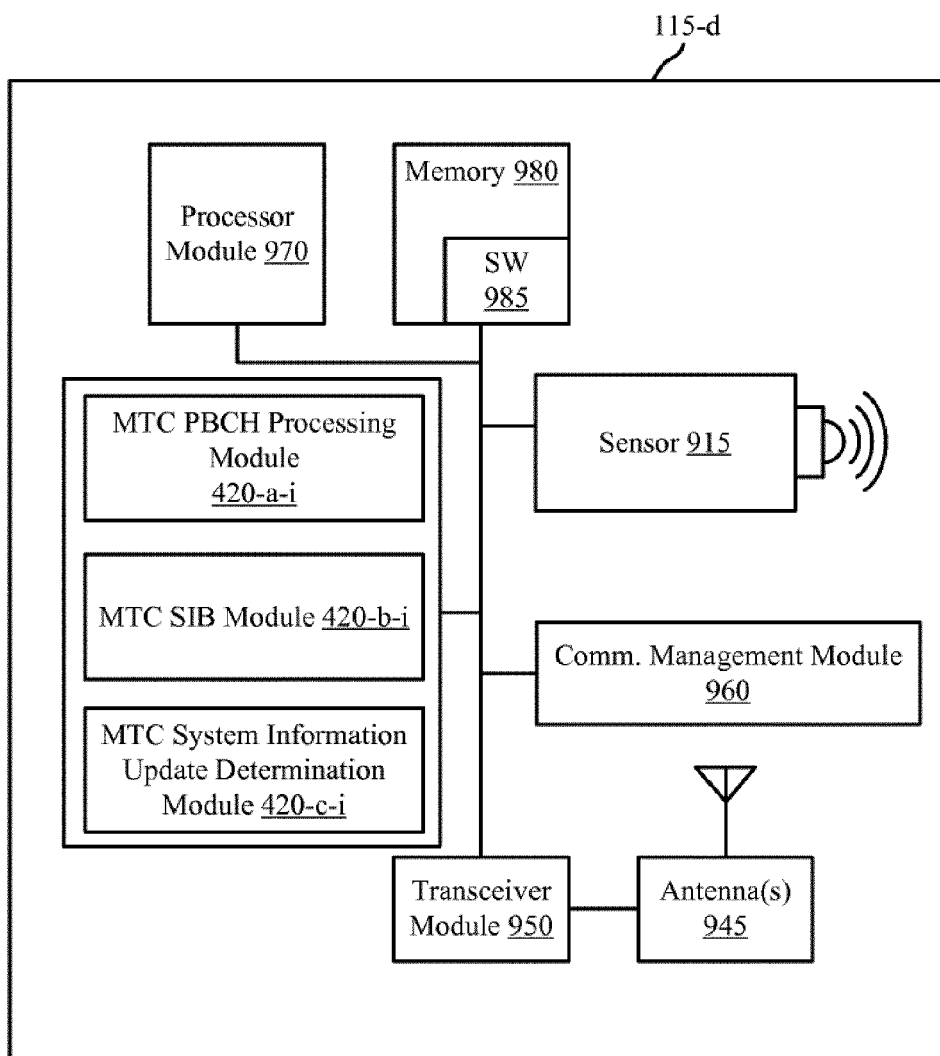 115-d
Processor
Module 970
Memory 980
SW
985
MTC PBCH Processing
Module
420-a-i
Sensor 915
MTC SIB Module 420-b-i
Comm. Management Module
960
MTC System Information
Update Determination
Module 420-c-i
Transceiver
Module 950
Antenna(s)
945